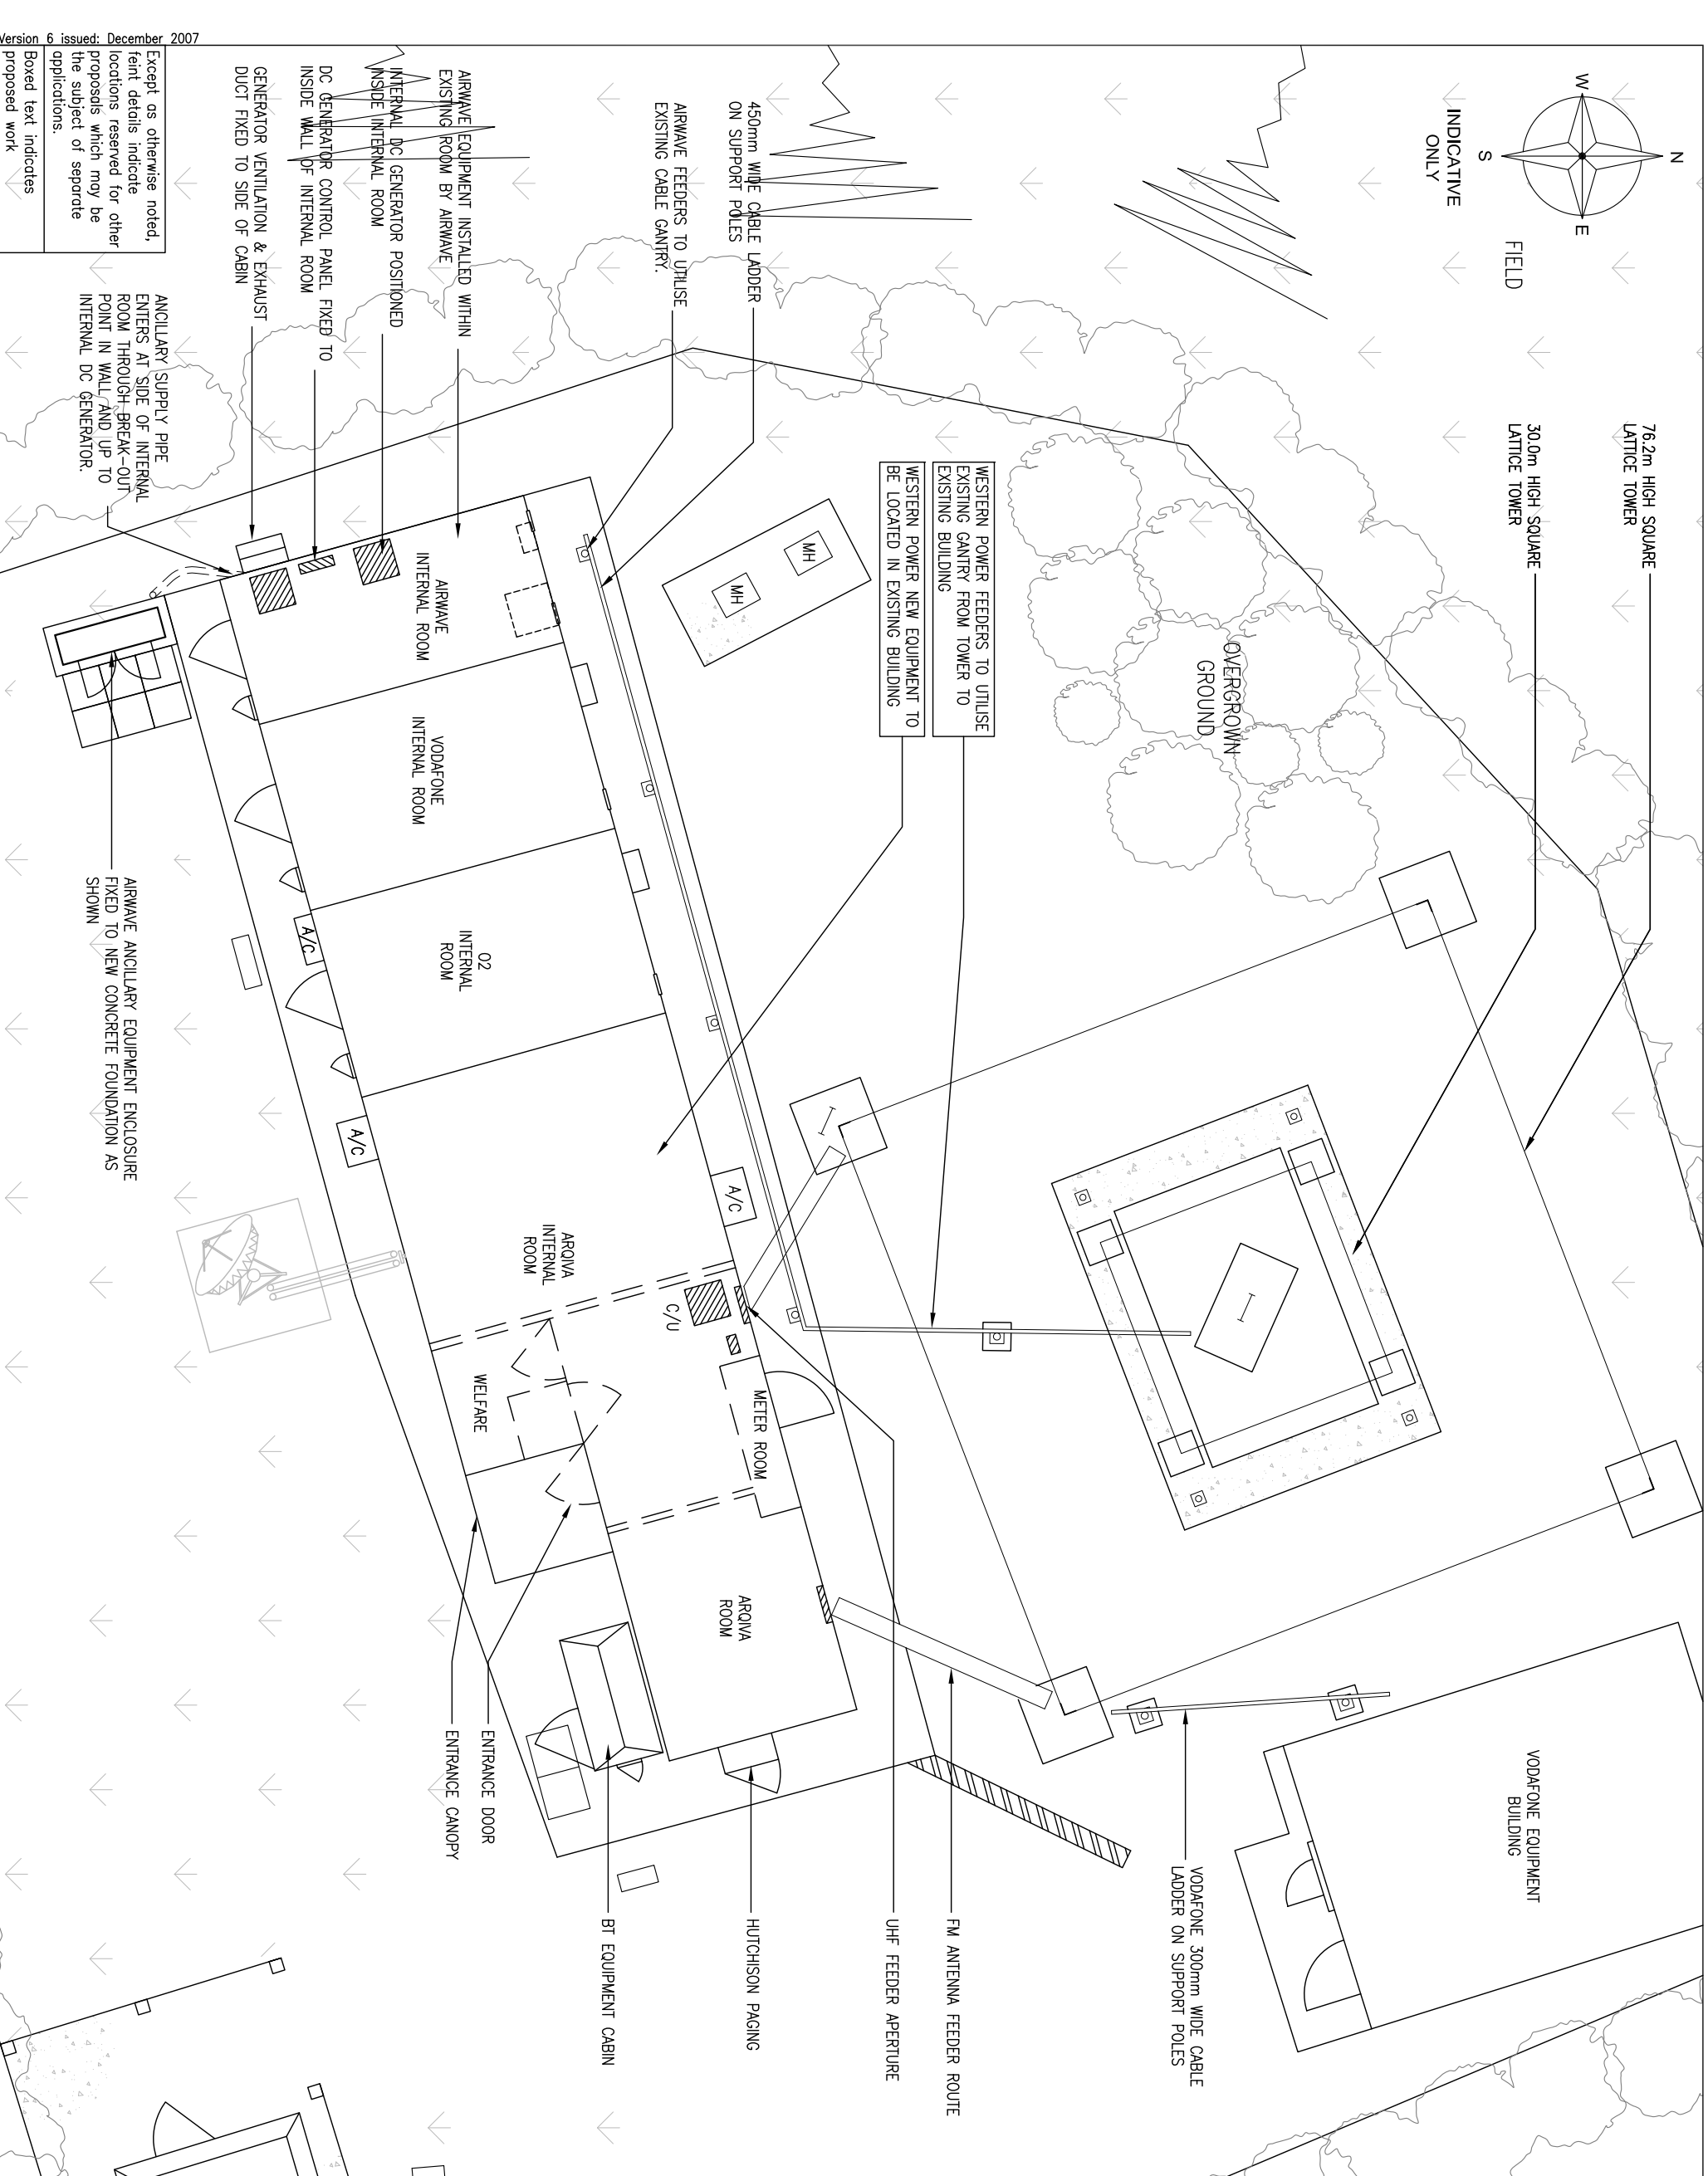 Version 6 issued: December 2007
Except as otherwise noted,
feint details indicate
locations reserved for other
proposals which may be
the subject of separate
applications.
Boxed text indicates
proposed work
N
E
S
W
INDICATIVE
ONLY
FIELD
76.2m HIGH SQUARE
LATTICE TOWER
30.0m HIGH SQUARE
LATTICE TOWER
OVERGROWN
GROUND
450mm WIDE CABLE LADDER
ON SUPPORT POLES
AIRWAVE FEEDERS TO UTILISE
EXISTING CABLE GANTRY.
AIRWAVE EQUIPMENT INSTALLED WITHIN
EXISTING ROOM BY AIRWAVE
INTERNAL DC GENERATOR POSITIONED
INSIDE INTERNAL ROOM
DC GENERATOR CONTROL PANEL FIXED TO
INSIDE WALL OF INTERNAL ROOM
GENERATOR VENTILATION & EXHAUST
DUCT FIXED TO SIDE OF CABIN
ANCILLARY SUPPLY PIPE
ENTERS AT SIDE OF INTERNAL
ROOM THROUGH BREAK-OUT
POINT IN WALL AND UP TO
INTERNAL DC GENERATOR.
WESTERN POWER FEEDERS TO UTILISE
EXISTING GANTRY FROM TOWER TO
EXISTING BUILDING
WESTERN POWER NEW EQUIPMENT TO
BE LOCATED IN EXISTING BUILDING
MH
MH
AIRWAVE
INTERNAL ROOM
VODAFONE
INTERNAL ROOM
O2
INTERNAL
ROOM
A/C
A/C
A/C
AIRWAVE ANCILLARY EQUIPMENT ENCLOSURE
FIXED TO NEW CONCRETE FOUNDATION AS
SHOWN
ARQIVA
INTERNAL
ROOM
C/U
WELFARE
METER ROOM
ARQIVA
ROOM
VODAFONE EQUIPMENT
BUILDING
VODAFONE 300mm WIDE CABLE
LADDER ON SUPPORT POLES
FM ANTENNA FEEDER ROUTE
UHF FEEDER APERTURE
HUTCHISON PAGING
BT EQUIPMENT CABIN
ENTRANCE DOOR
ENTRANCE CANOPY